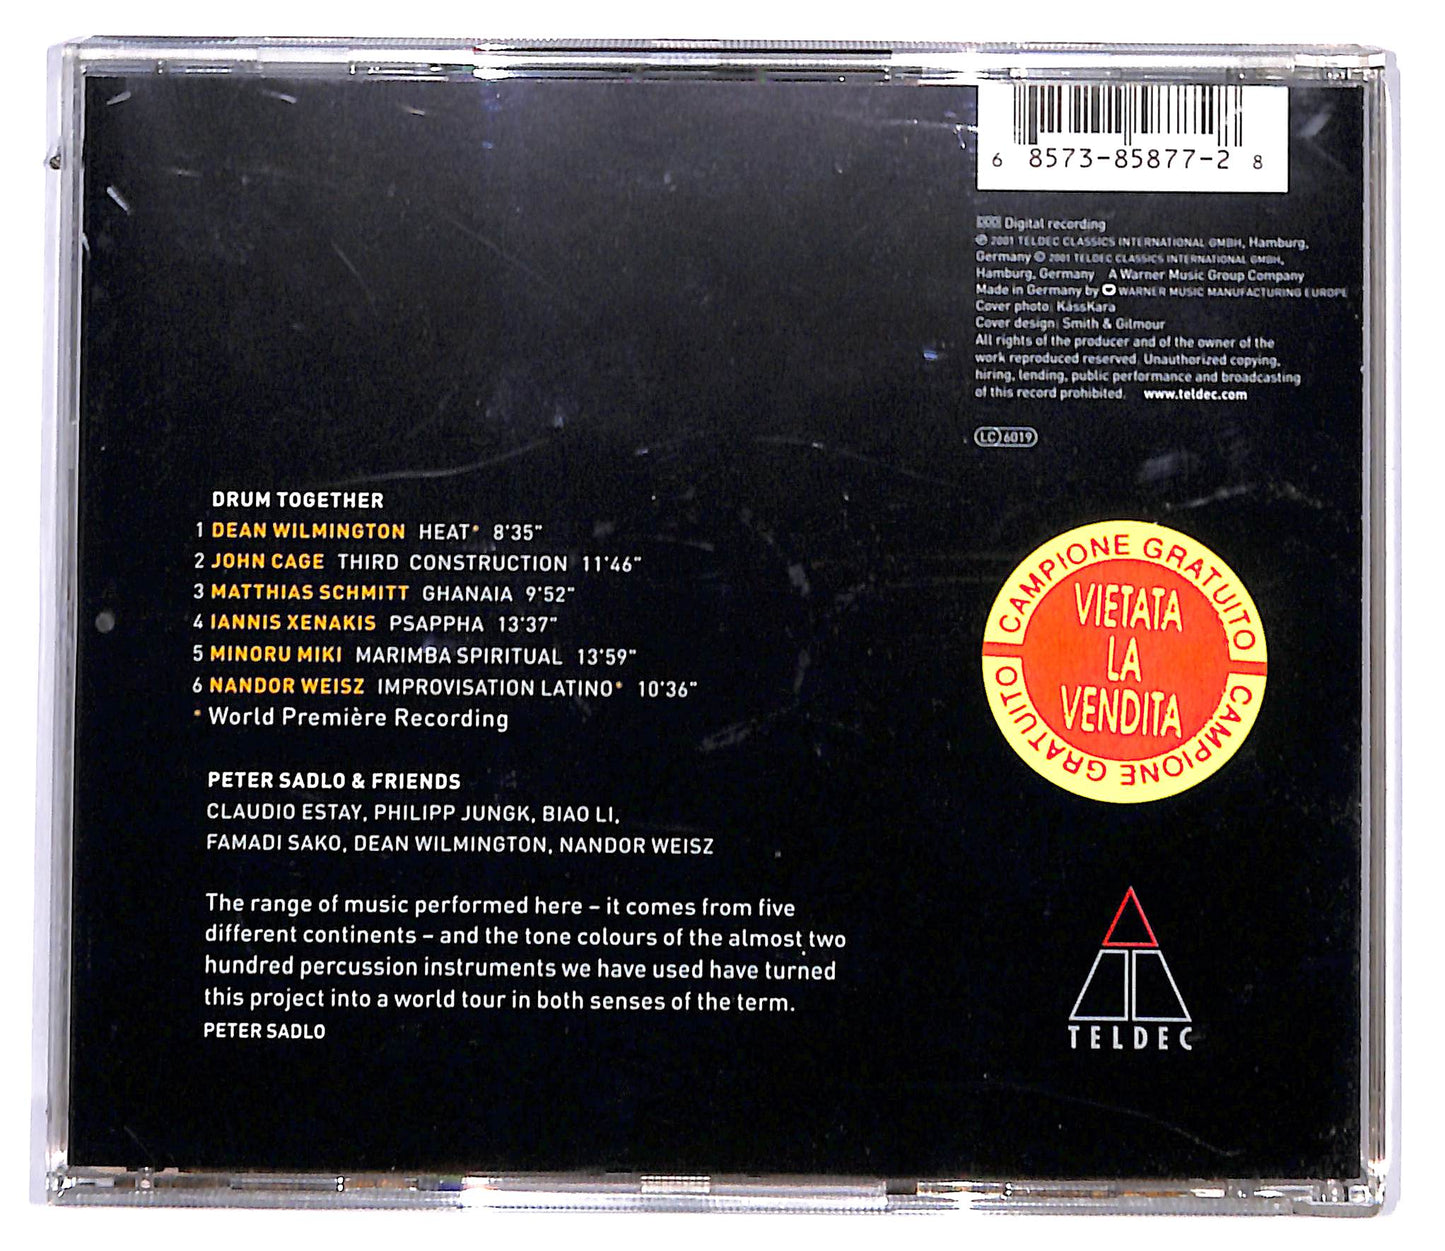 6 8573-85877-2 8
DDD Digital recording
℗ 2001 TELDEC CLASSICS INTERNATIONAL GMBH, Hamburg,
Germany © 2001 TELDEC CLASSICS INTERNATIONAL GMBH,
Hamburg, Germany A Warner Music Group Company
Made in Germany by WARNER MUSIC MANUFACTURING EUROPE
Cover photo: KässKara
Cover design: Smith & Gilmour
All rights of the producer and of the owner of the
work reproduced reserved. Unauthorized copying,
hiring, lending, public performance and broadcasting
of this record prohibited. www.teldec.com
LC 6019
DRUM TOGETHER
1 DEAN WILMINGTON HEAT* 8'35"
2 JOHN CAGE THIRD CONSTRUCTION 11'46"
3 MATTHIAS SCHMITT GHANAIA 9'52"
4 IANNIS XENAKIS PSAPPHA 13'37"
5 MINORU MIKI MARIMBA SPIRITUAL 13'59"
6 NANDOR WEISZ IMPROVISATION LATINO* 10'36"
* World Première Recording
PETER SADLO & FRIENDS
CLAUDIO ESTAY, PHILIPP JUNGK, BIAO LI,
FAMADI SAKO, DEAN WILMINGTON, NANDOR WEISZ
The range of music performed here – it comes from five
different continents – and the tone colours of the almost two
hundred percussion instruments we have used have turned
this project into a world tour in both senses of the term.
PETER SADLO
CAMPIONE GRATUITO
VIETATA
LA
VENDITA
CAMPIONE GRATUITO
TELDEC